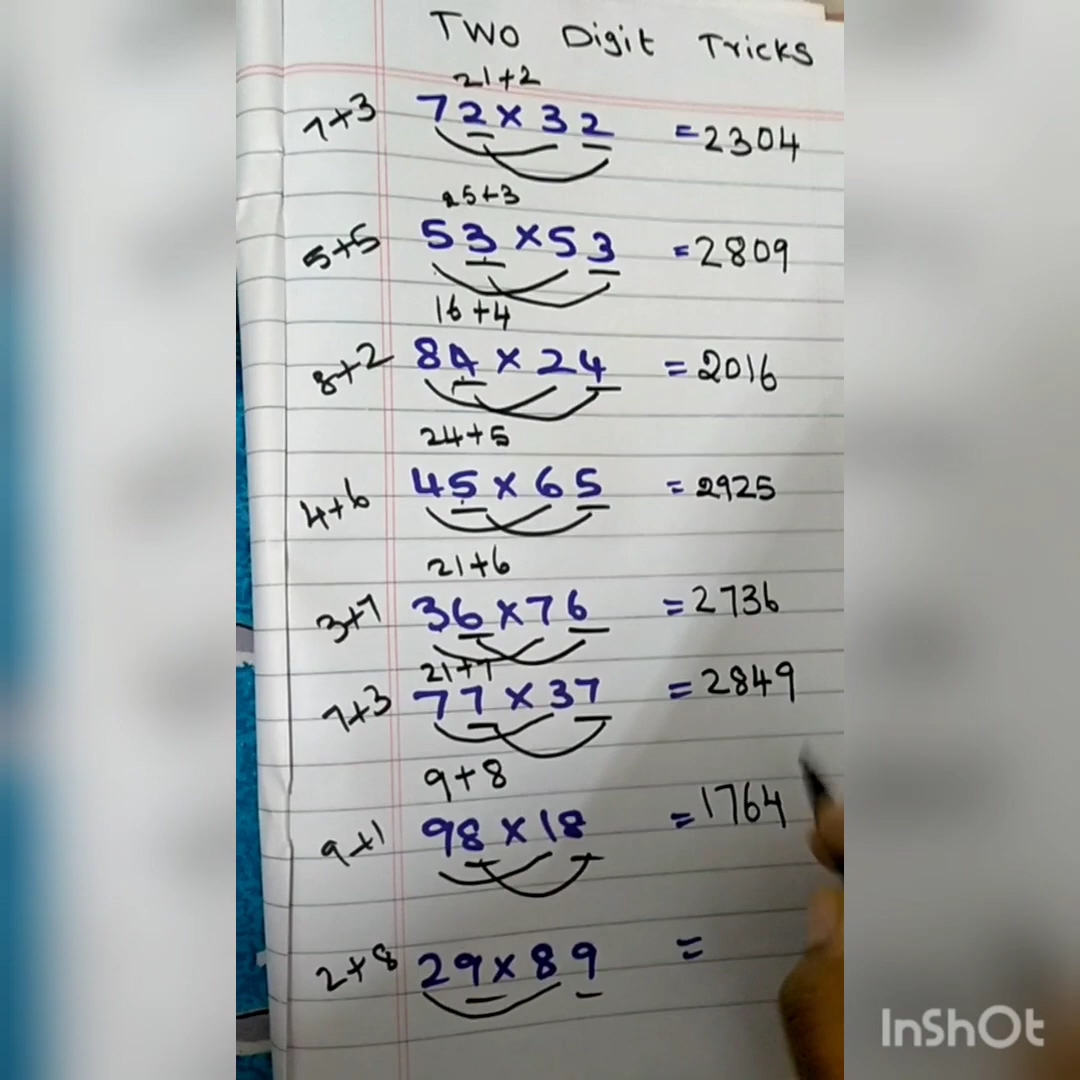 Two Digit Tricks
21+2
7+3 72×32 =2304
25+3
5+5 53×53 =2809
16+4
8+2 84×24 =2016
24+5
4+6 45×65 =2925
21+6
3+7 36×76 =2736
21+7
7+3 77×37 =2849
9+8
9+1 98×18 =1764
2+8 29×89 =
InShOt